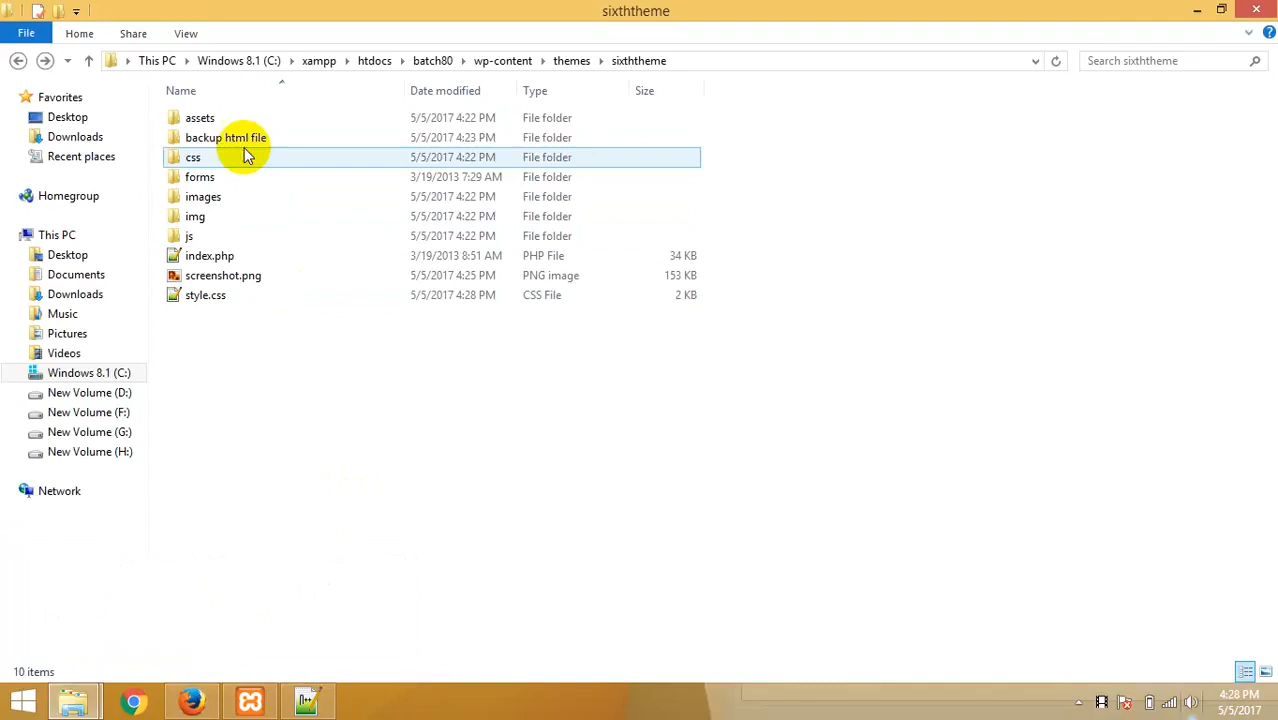 sixththeme
File Home Share View
This PC Windows 8.1 (C:) xampp htdocs batch80 wp-content themes sixththeme Search sixththeme
Name Date modified Type Size
Favorites
Desktop
Downloads
Recent places
Homegroup
This PC
Desktop
Documents
Downloads
Music
Pictures
Videos
Windows 8.1 (C:)
New Volume (D:)
New Volume (F:)
New Volume (G:)
New Volume (H:)
Network
assets 5/5/2017 4:22 PM File folder
backup html file 5/5/2017 4:23 PM File folder
css 5/5/2017 4:22 PM File folder
forms 3/19/2013 7:29 AM File folder
images 5/5/2017 4:22 PM File folder
img 5/5/2017 4:22 PM File folder
js 5/5/2017 4:22 PM File folder
index.php 3/19/2013 8:51 AM PHP File 34 KB
screenshot.png 5/5/2017 4:25 PM PNG image 153 KB
style.css 5/5/2017 4:28 PM CSS File 2 KB
10 items
4:28 PM
5/5/2017